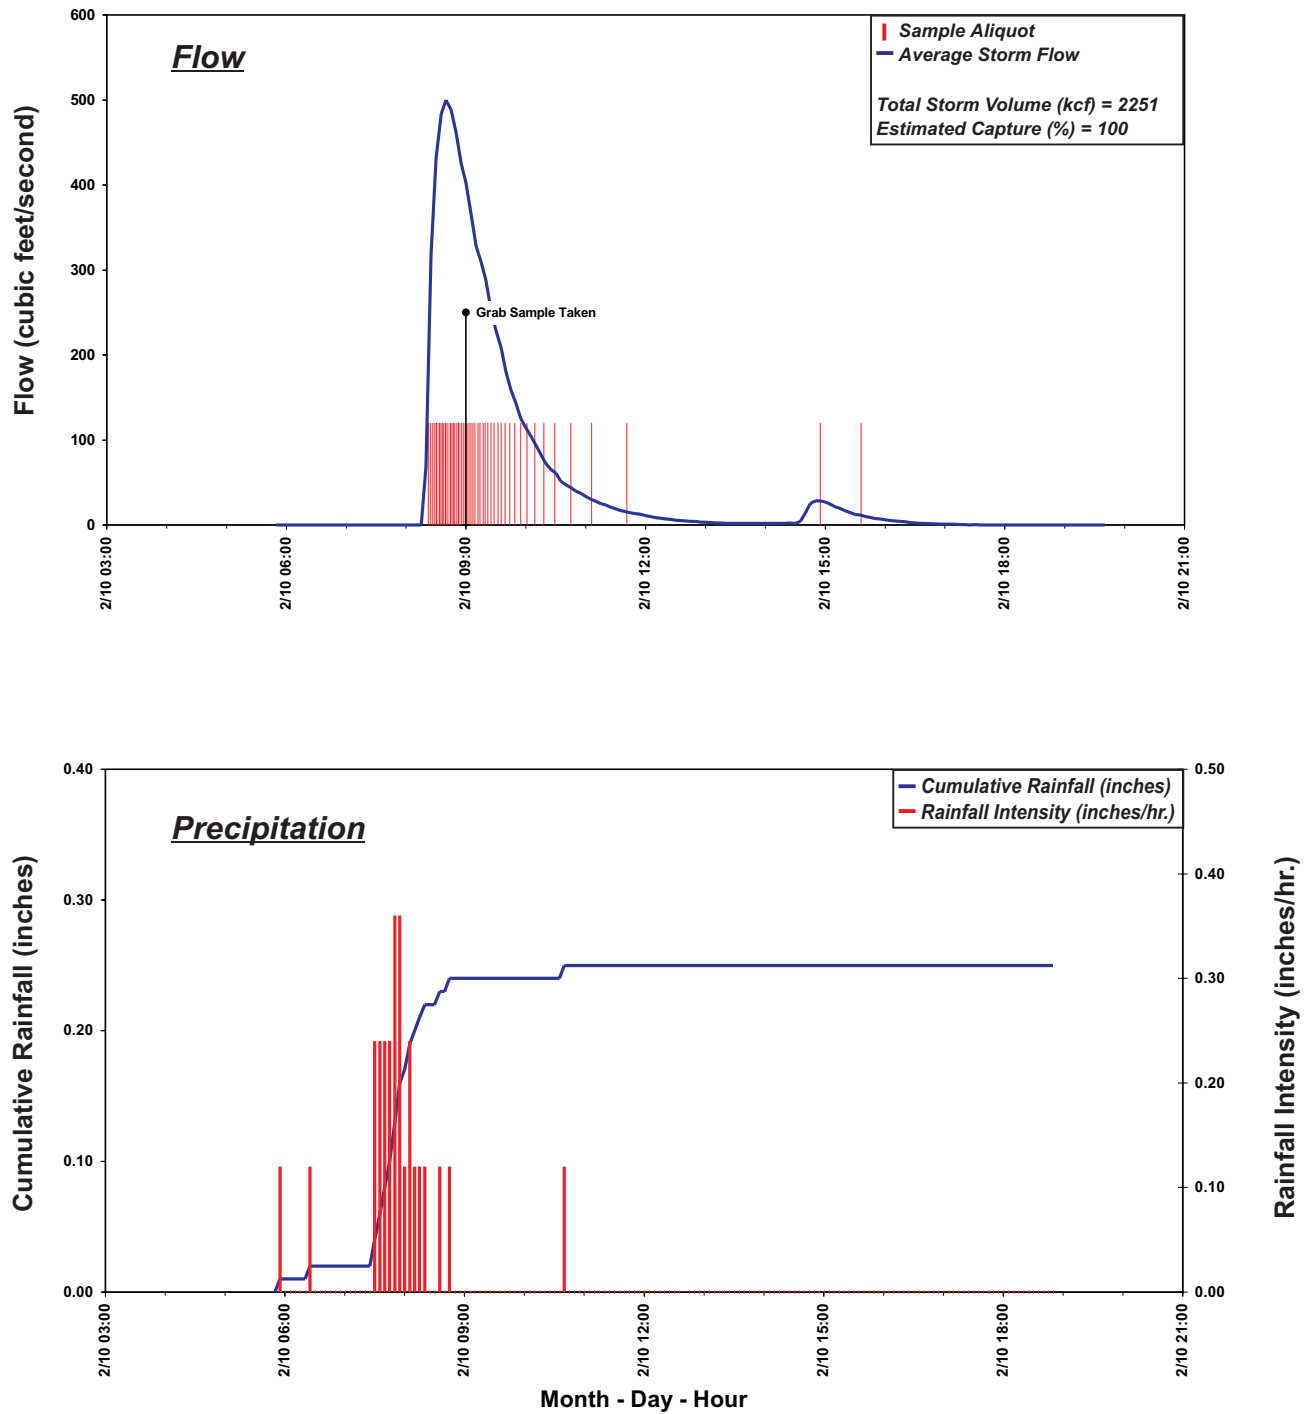 Flow
Sample Aliquot
Average Storm Flow
Total Storm Volume (kcf) = 2251
Estimated Capture (%) = 100
Flow (cubic feet/second)
600
500
400
300
200
100
0
Grab Sample Taken
2/10 03:00
2/10 06:00
2/10 09:00
2/10 12:00
2/10 15:00
2/10 18:00
2/10 21:00
Precipitation
Cumulative Rainfall (inches)
Rainfall Intensity (inches/hr.)
Cumulative Rainfall (inches)
0.40
0.30
0.20
0.10
0.00
Rainfall Intensity (inches/hr.)
0.50
0.40
0.30
0.20
0.10
0.00
2/10 03:00
2/10 06:00
2/10 09:00
2/10 12:00
2/10 15:00
2/10 18:00
2/10 21:00
Month - Day - Hour